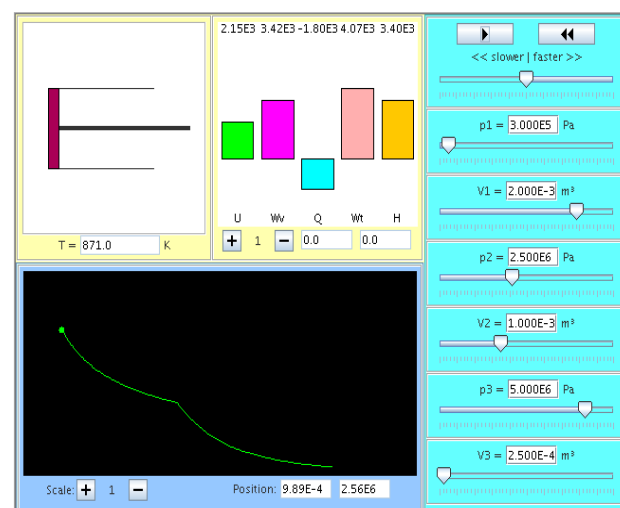 2.15E3 3.42E3 -1.80E3 4.07E3 3.40E3
U Wv Q Wt H
+ 1 − 0.0 0.0
T = 871.0 K
Scale: + 1 − Position: 9.89E-4 2.56E6
<< slower | faster >>
p1 = 3.000E5 Pa
V1 = 2.000E-3 m³
p2 = 2.500E6 Pa
V2 = 1.000E-3 m³
p3 = 5.000E6 Pa
V3 = 2.500E-4 m³